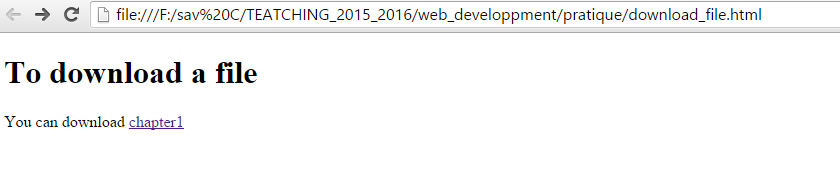 file:///F:/sav%20C/TEATCHING_2015_2016/web_developpment/pratique/download_file.html
To download a file
You can download chapter1